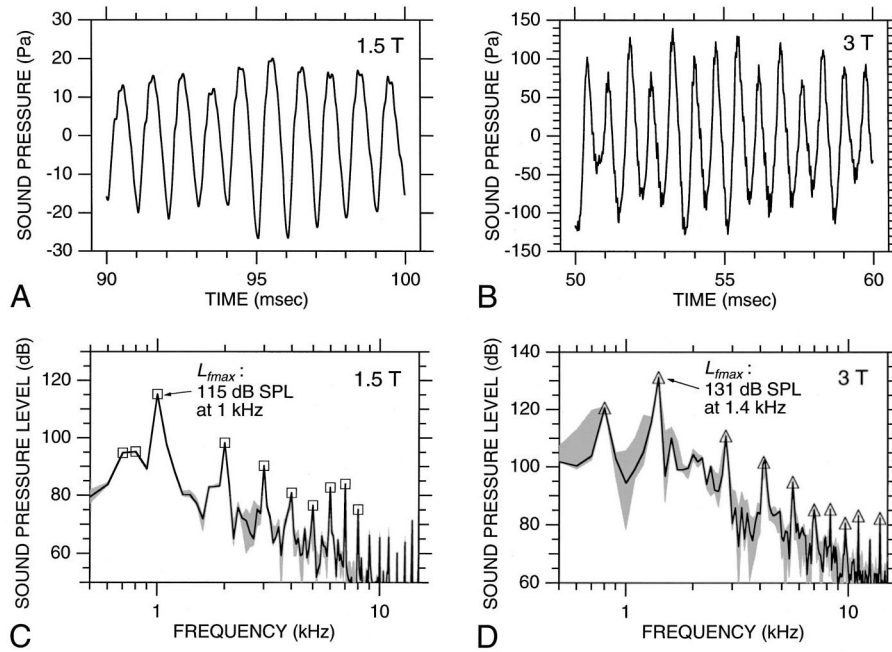 30
20
10
0
-10
-20
-30
SOUND PRESSURE (Pa)
1.5 T
90
95
100
TIME (msec)
A
150
100
50
0
-50
-100
-150
SOUND PRESSURE (Pa)
3 T
50
55
60
TIME (msec)
B
120
100
80
60
SOUND PRESSURE LEVEL (dB)
Lfmax :
115 dB SPL
at 1 kHz
1.5 T
1
10
FREQUENCY (kHz)
C
140
120
100
80
60
SOUND PRESSURE LEVEL (dB)
Lfmax :
131 dB SPL
at 1.4 kHz
3 T
1
10
FREQUENCY (kHz)
D